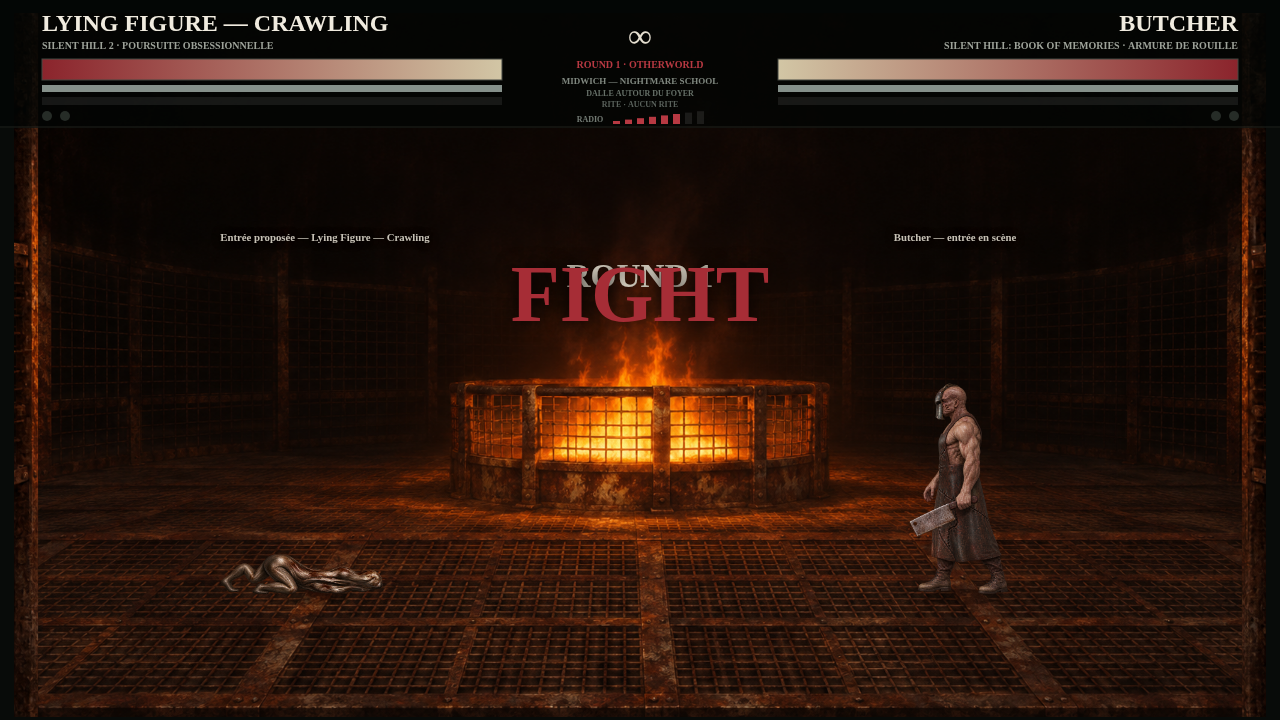 LYING FIGURE — CRAWLING
SILENT HILL 2 · POURSUITE OBSESSIONNELLE
∞
ROUND 1 · OTHERWORLD
MIDWICH — NIGHTMARE SCHOOL
DALLE AUTOUR DU FOYER
RITE · AUCUN RITE
RADIO
BUTCHER
SILENT HILL: BOOK OF MEMORIES · ARMURE DE ROUILLE
Entrée proposée — Lying Figure — Crawling
Butcher — entrée en scène
ROUND 1
FIGHT